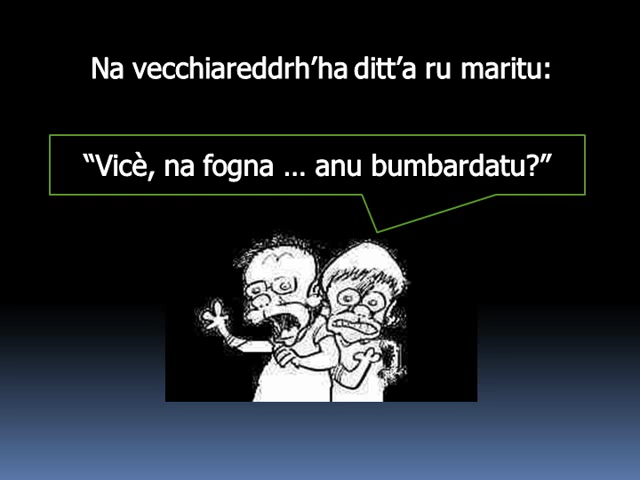 Na vecchiareddrh’ha ditt’a ru maritu:
“Vicè, na fogna ... anu bumbardatu?”